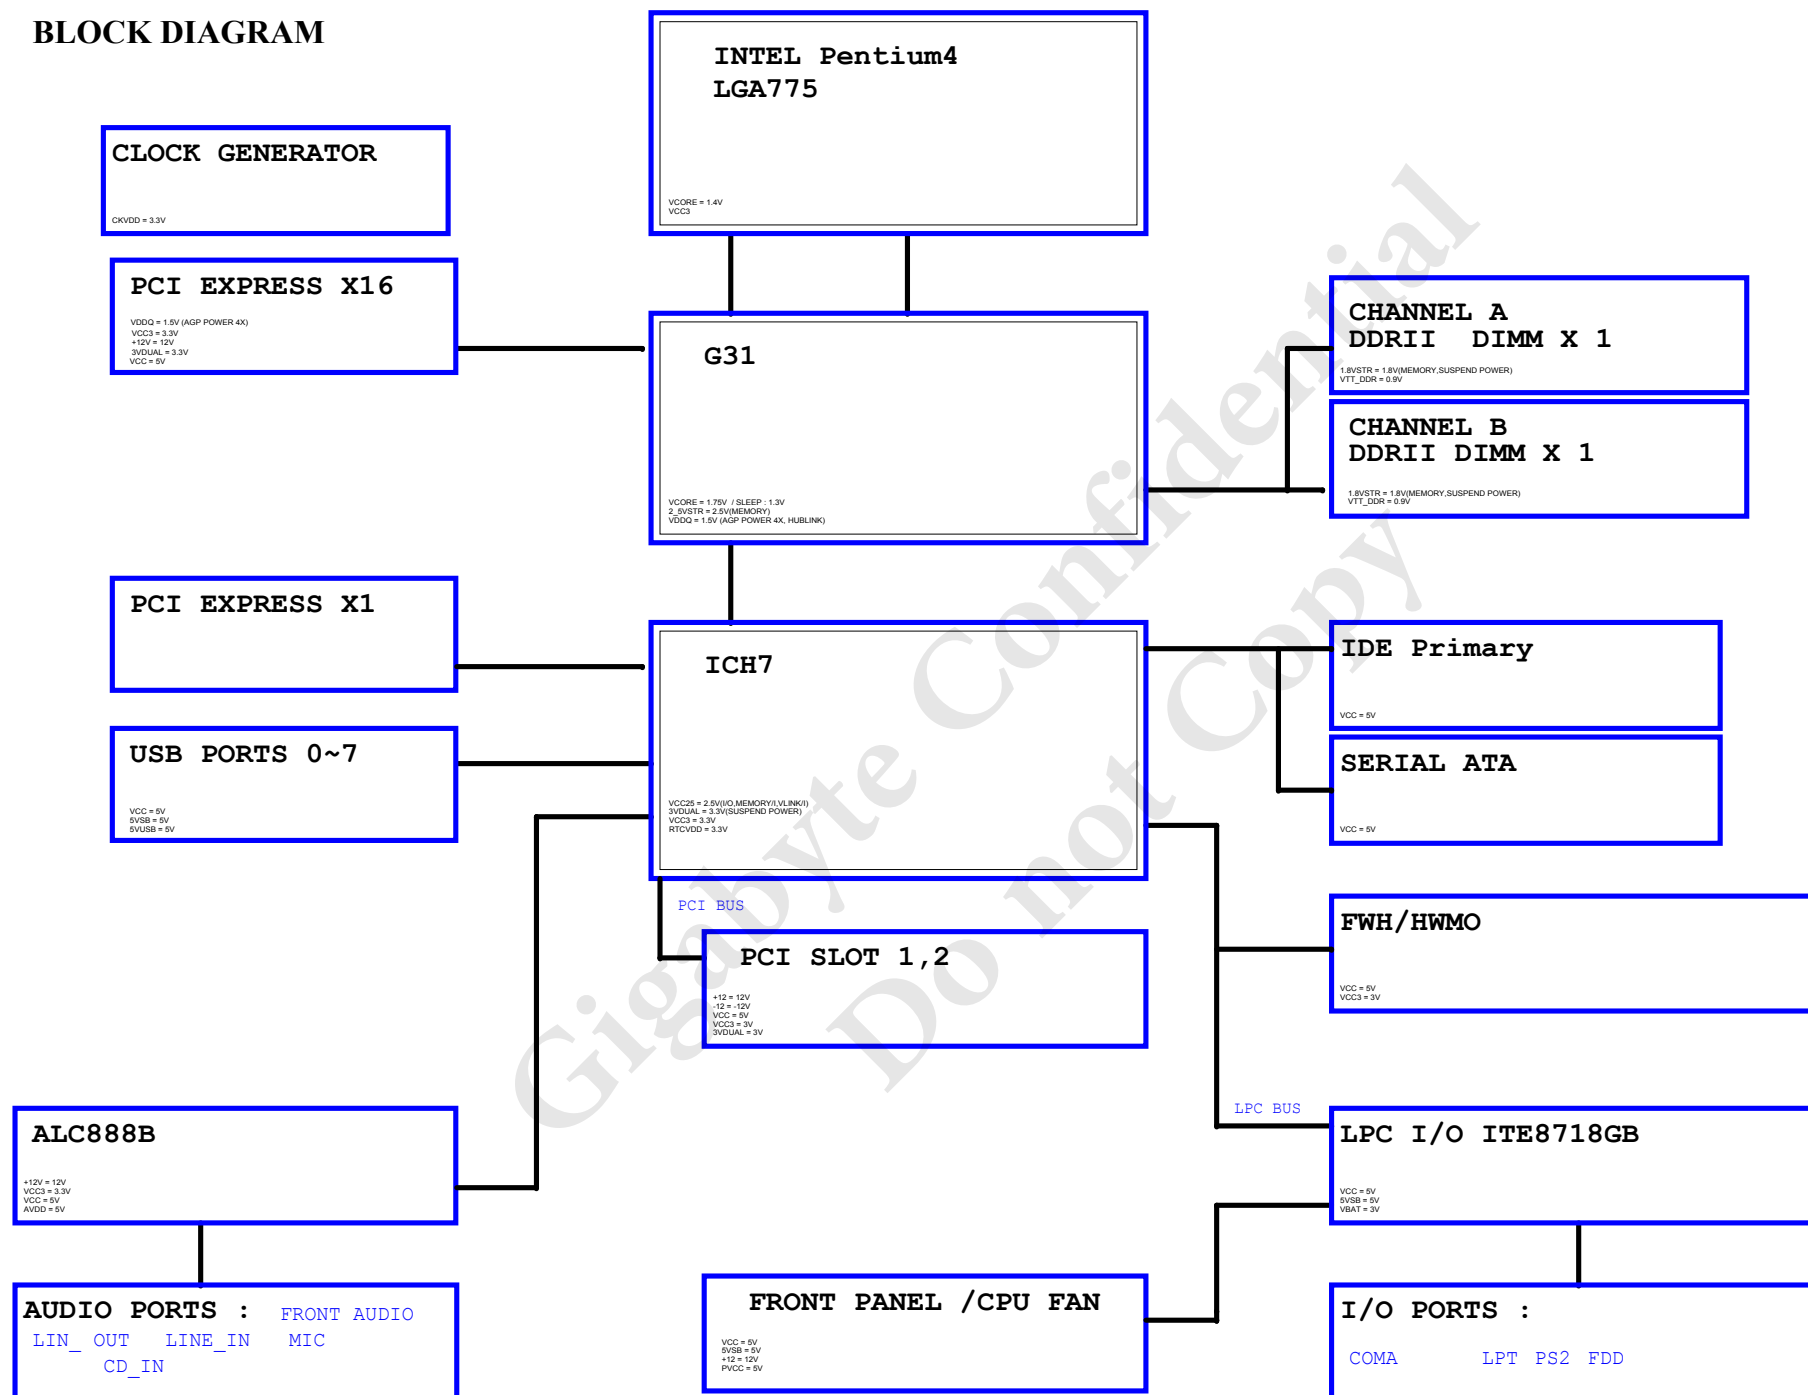 BLOCK DIAGRAM
INTEL Pentium4
LGA775
VCORE = 1.4V
VCC3
CLOCK GENERATOR
CKVDD = 3.3V
PCI EXPRESS X16
VDDQ = 1.5V (AGP POWER 4X)
VCC3 = 3.3V
+12V = 12V
3VDUAL = 3.3V
VCC = 5V
G31
VCORE = 1.75V / SLEEP : 1.3V
2_5VSTR = 2.5V(MEMORY)
VDDQ = 1.5V (AGP POWER 4X, HUBLINK)
CHANNEL A
DDRII DIMM X 1
1.8VSTR = 1.8V(MEMORY,SUSPEND POWER)
VTT_DDR = 0.9V
CHANNEL B
DDRII DIMM X 1
1.8VSTR = 1.8V(MEMORY,SUSPEND POWER)
VTT_DDR = 0.9V
PCI EXPRESS X1
ICH7
VCC25 = 2.5V(I/O,MEMORY/I,VLINK/I)
3VDUAL = 3.3V(SUSPEND POWER)
VCC3 = 3.3V
RTCVDD = 3.3V
IDE Primary
VCC = 5V
USB PORTS 0~7
VCC = 5V
5VSB = 5V
5VUSB = 5V
SERIAL ATA
VCC = 5V
PCI BUS
PCI SLOT 1,2
+12 = 12V
-12 = -12V
VCC = 5V
VCC3 = 3V
3VDUAL = 3V
FWH/HWMO
VCC = 5V
VCC3 = 3V
LPC BUS
ALC888B
+12V = 12V
VCC3 = 3.3V
VCC = 5V
AVDD = 5V
LPC I/O ITE8718GB
VCC = 5V
5VSB = 5V
VBAT = 3V
AUDIO PORTS : FRONT AUDIO
LIN_ OUT LINE_IN MIC
CD_IN
FRONT PANEL /CPU FAN
VCC = 5V
5VSB = 5V
+12 = 12V
PVCC = 5V
I/O PORTS :
COMA LPT PS2 FDD
Gigabyte Confidential
Do not Copy